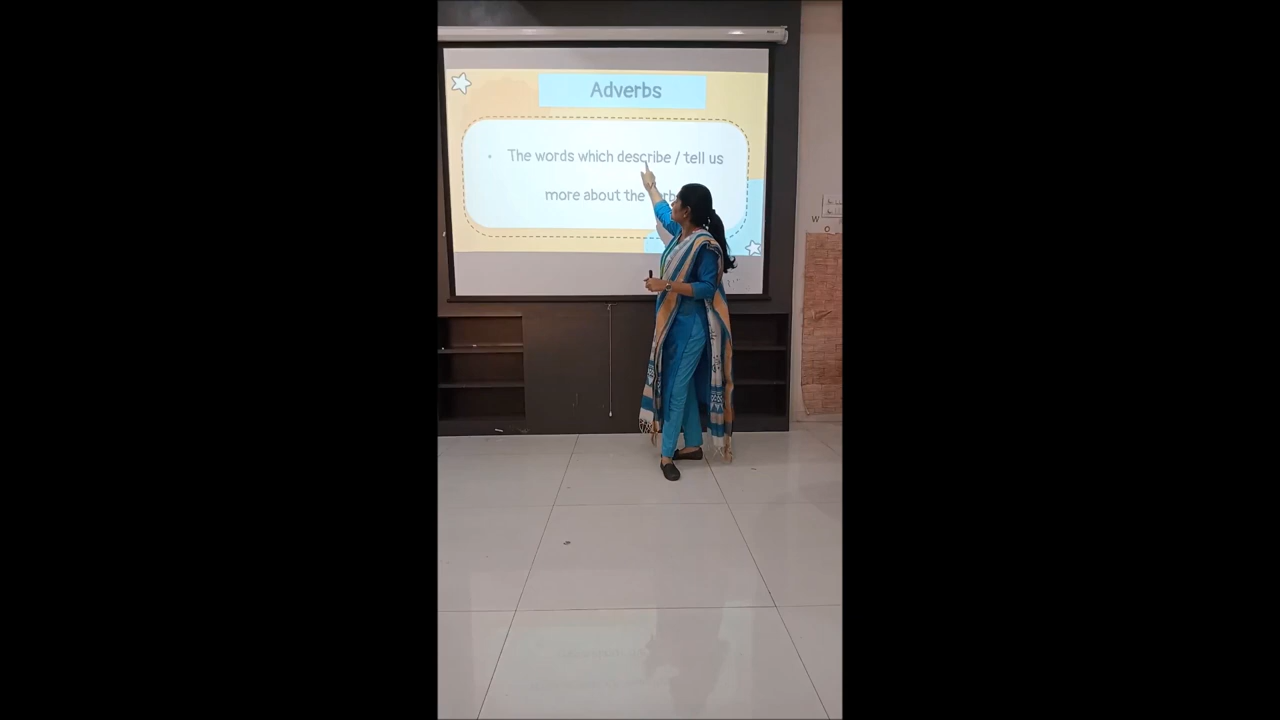 Adverbs
• The words which describe / tell us
more about the
W
O